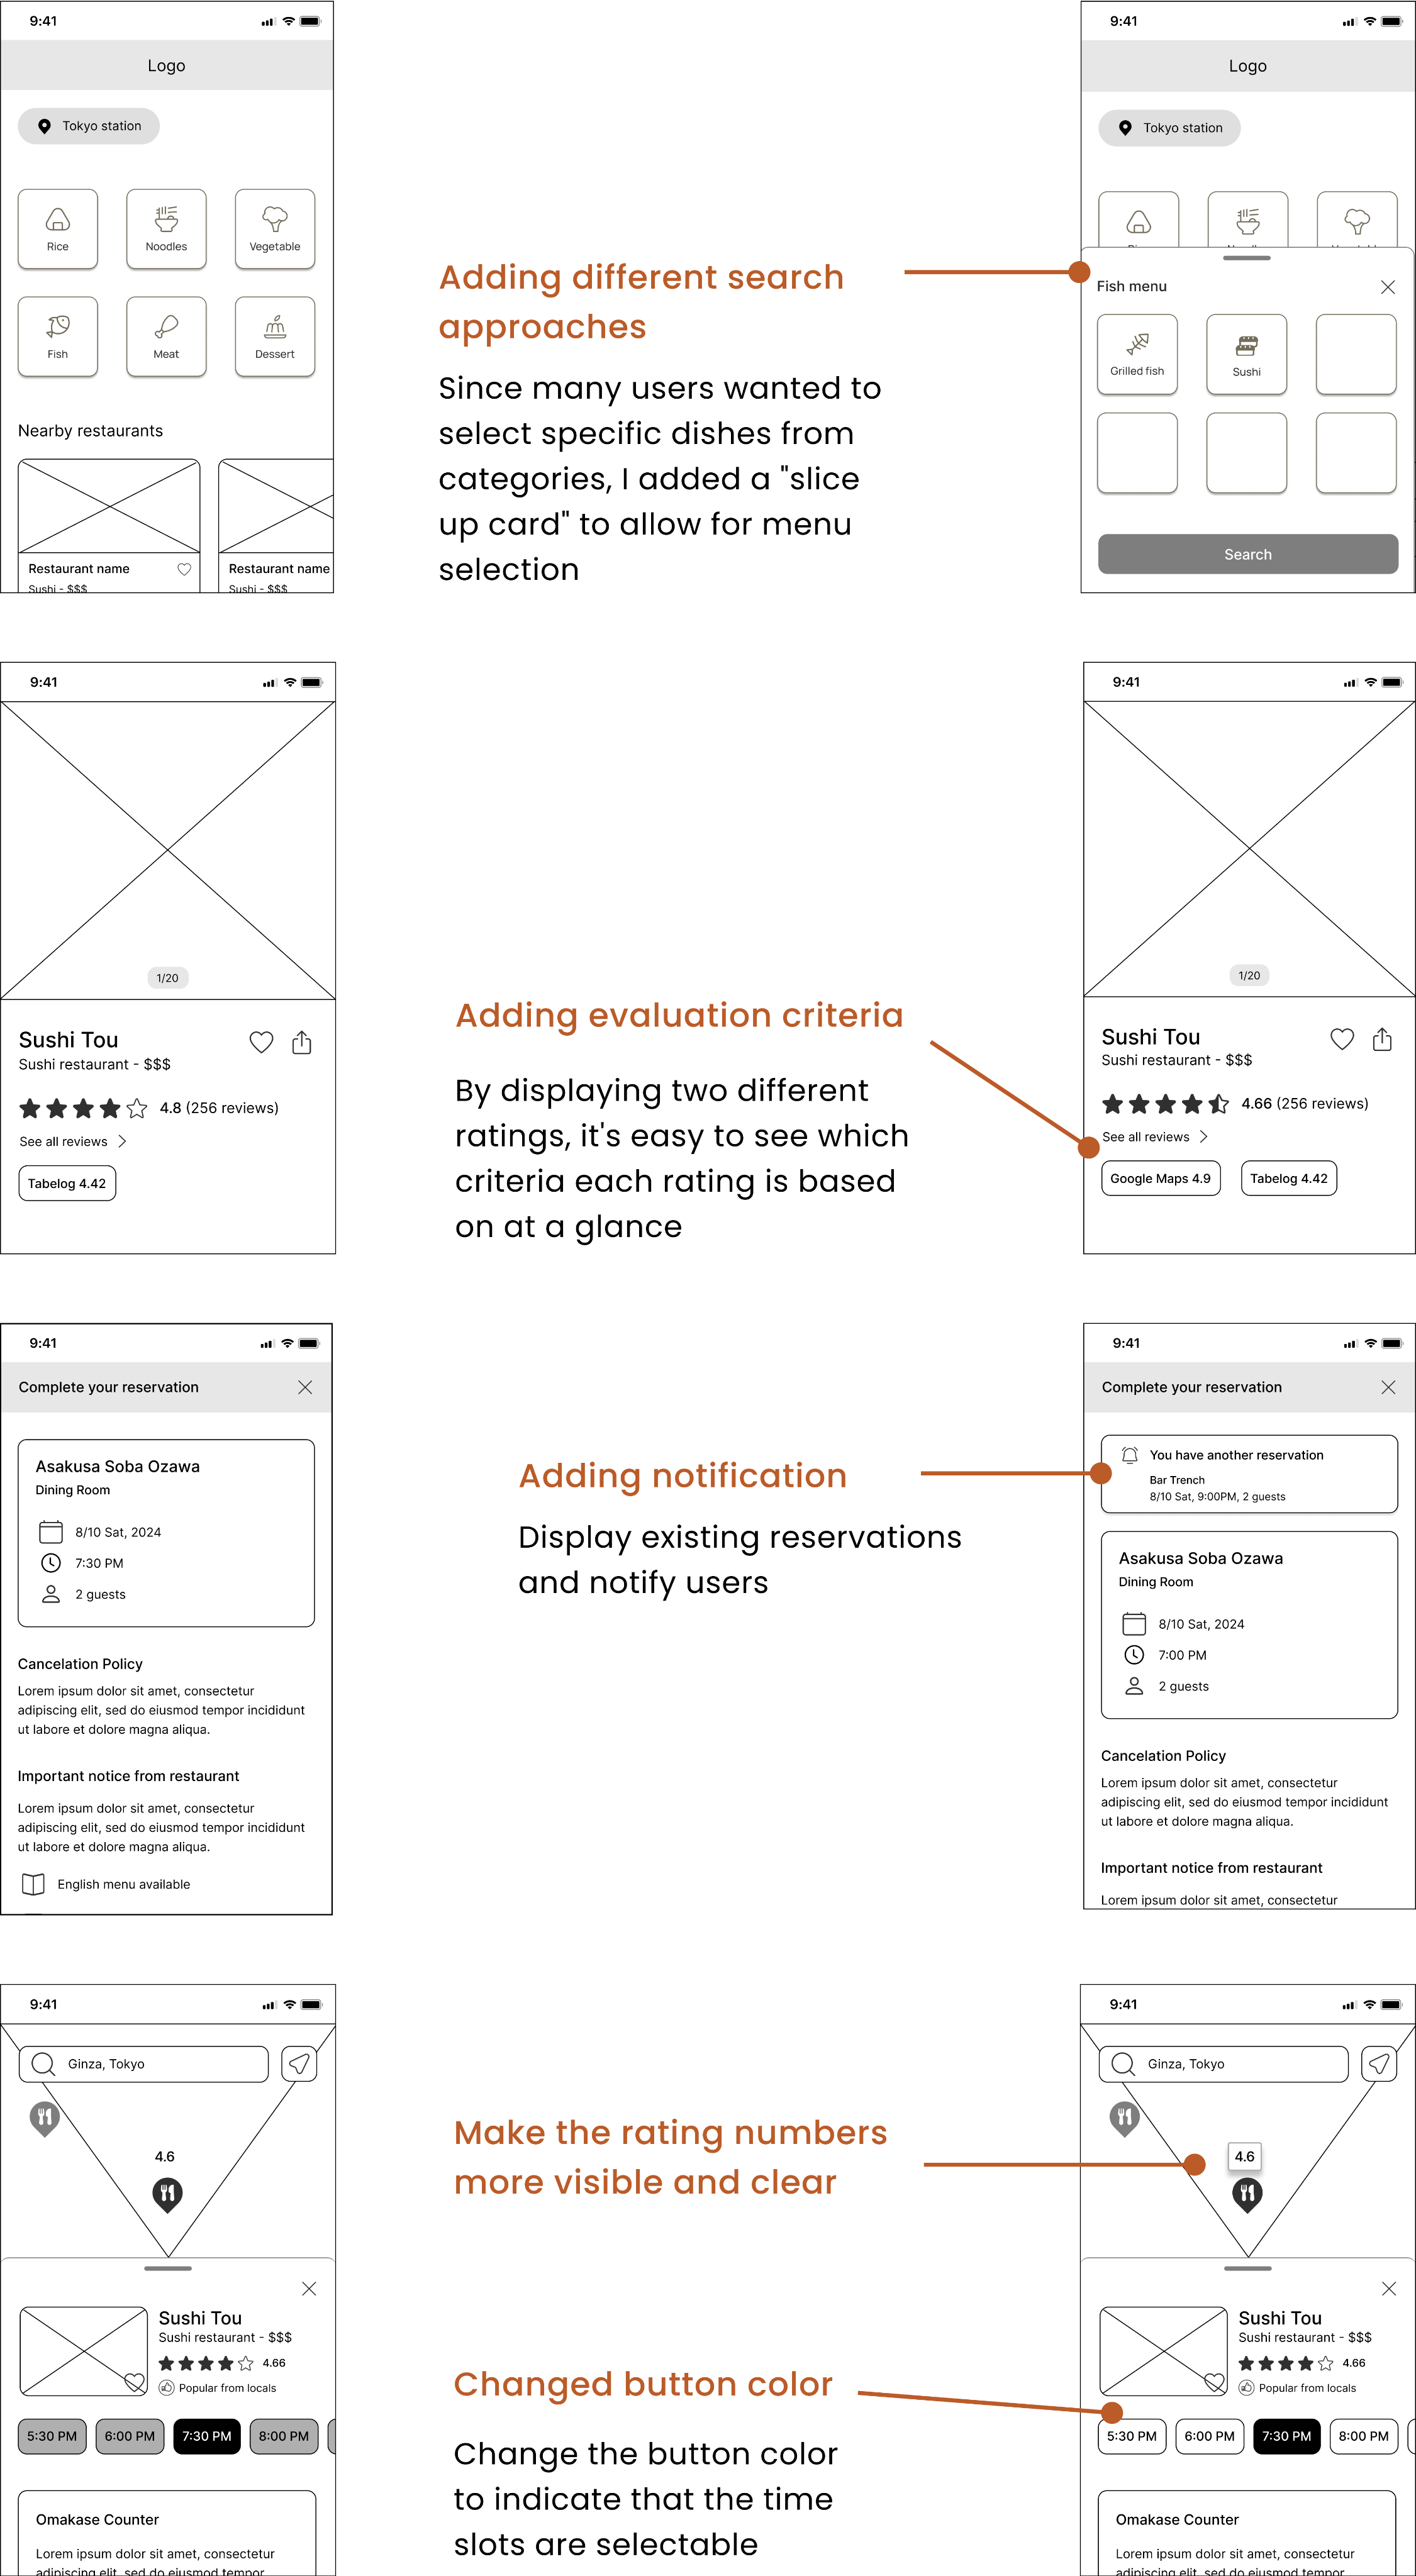 9:41
Logo
Tokyo station
Rice
Noodles
Vegetable
Fish
Meat
Dessert
Nearby restaurants
Restaurant name
Sushi - $$$
Restaurant name
Sushi - $$$
Adding different search
approaches
Since many users wanted to
select specific dishes from
categories, I added a "slice
up card" to allow for menu
selection
9:41
Logo
Tokyo station
Fish menu
Grilled fish
Sushi
Search
9:41
1/20
Sushi Tou
Sushi restaurant - $$$
4.8 (256 reviews)
See all reviews
Tabelog 4.42
Adding evaluation criteria
By displaying two different
ratings, it's easy to see which
criteria each rating is based
on at a glance
9:41
1/20
Sushi Tou
Sushi restaurant - $$$
4.66 (256 reviews)
See all reviews
Google Maps 4.9
Tabelog 4.42
9:41
Complete your reservation
Asakusa Soba Ozawa
Dining Room
8/10 Sat, 2024
7:30 PM
2 guests
Cancelation Policy
Lorem ipsum dolor sit amet, consectetur
adipiscing elit, sed do eiusmod tempor incididunt
ut labore et dolore magna aliqua.
Important notice from restaurant
Lorem ipsum dolor sit amet, consectetur
adipiscing elit, sed do eiusmod tempor incididunt
ut labore et dolore magna aliqua.
English menu available
Adding notification
Display existing reservations
and notify users
9:41
Complete your reservation
You have another reservation
Bar Trench
8/10 Sat, 9:00PM, 2 guests
Asakusa Soba Ozawa
Dining Room
8/10 Sat, 2024
7:00 PM
2 guests
Cancelation Policy
Lorem ipsum dolor sit amet, consectetur
adipiscing elit, sed do eiusmod tempor incididunt
ut labore et dolore magna aliqua.
Important notice from restaurant
Lorem ipsum dolor sit amet, consectetur
9:41
Ginza, Tokyo
4.6
Sushi Tou
Sushi restaurant - $$$
4.66
Popular from locals
5:30 PM
6:00 PM
7:30 PM
8:00 PM
Omakase Counter
Lorem ipsum dolor sit amet, consectetur
adipiscing elit, sed do eiusmod tempor
Make the rating numbers
more visible and clear
Changed button color
Change the button color
to indicate that the time
slots are selectable
9:41
Ginza, Tokyo
4.6
Sushi Tou
Sushi restaurant - $$$
4.66
Popular from locals
5:30 PM
6:00 PM
7:30 PM
8:00 PM
Omakase Counter
Lorem ipsum dolor sit amet, consectetur
adipiscing elit, sed do eiusmod tempor